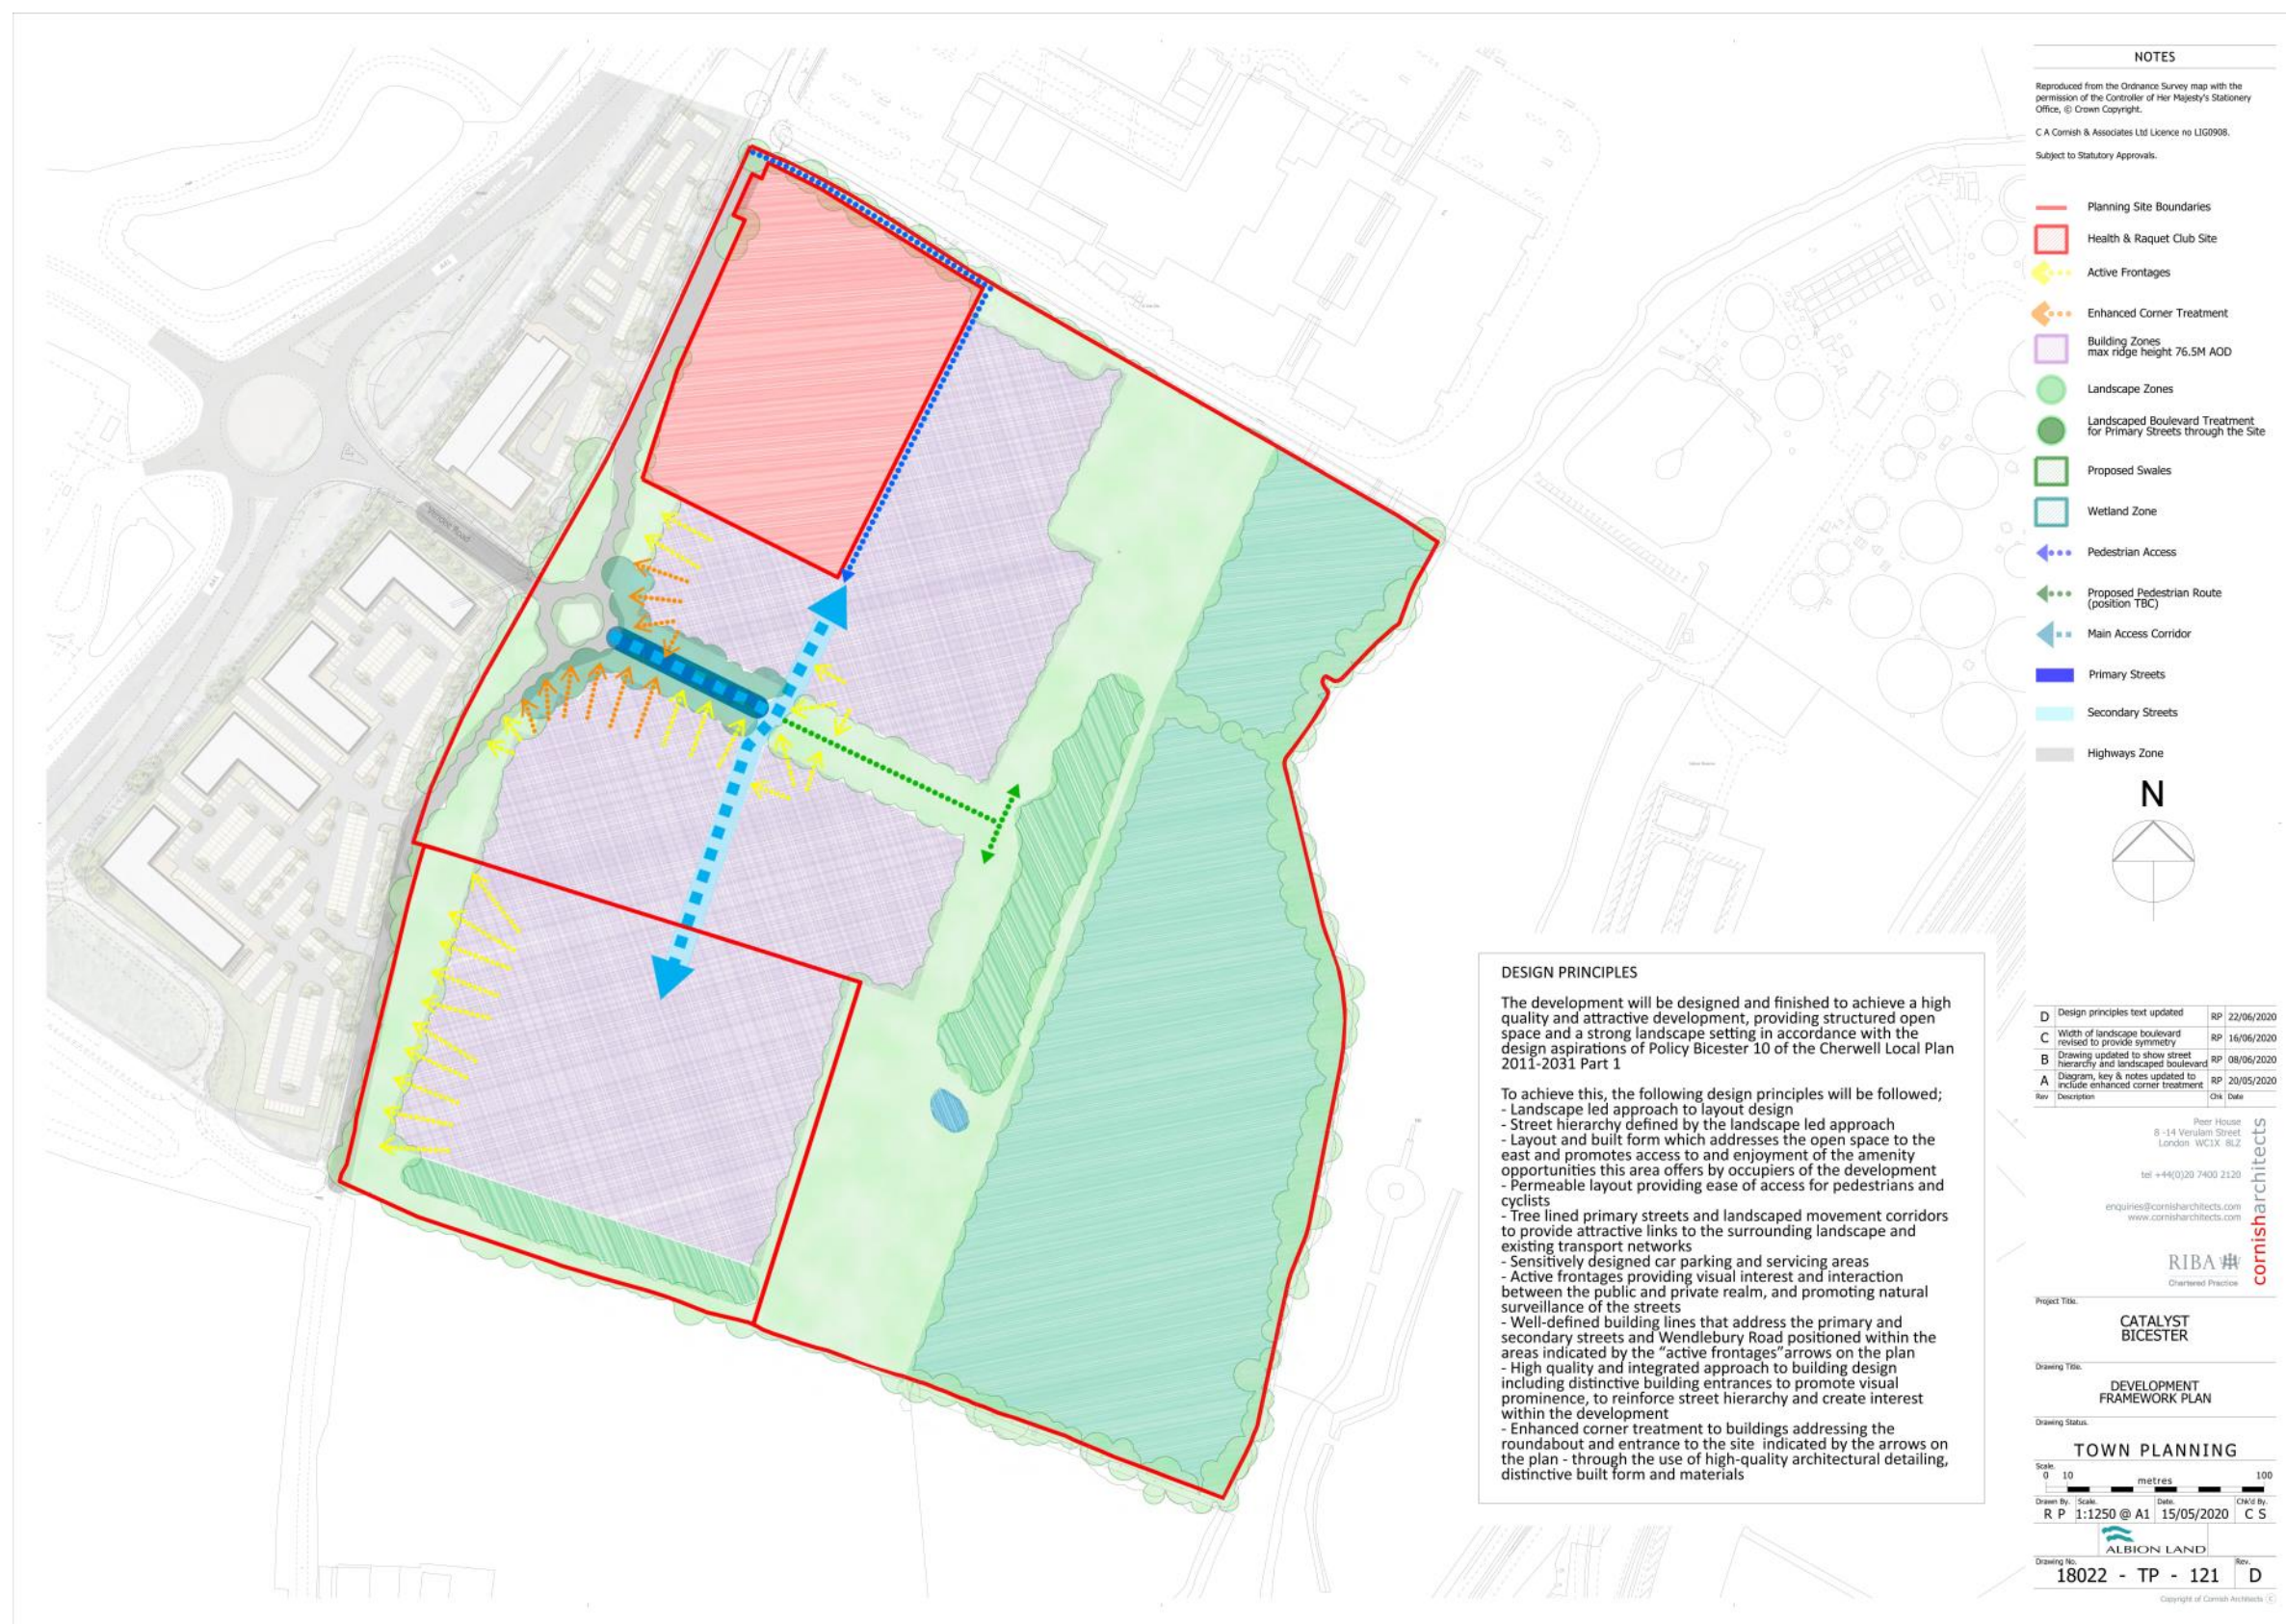 NOTES
Reproduced from the Ordnance Survey map with the
permission of the Controller of Her Majesty's Stationery
Office, © Crown Copyright.
C A Cornish & Associates Ltd Licence no LIG0908.
Subject to Statutory Approvals.
Planning Site Boundaries
Health & Raquet Club Site
Active Frontages
Enhanced Corner Treatment
Building Zones
max ridge height 76.5M AOD
Landscape Zones
Landscaped Boulevard Treatment
for Primary Streets through the Site
Proposed Swales
Wetland Zone
Pedestrian Access
Proposed Pedestrian Route
(position TBC)
Main Access Corridor
Primary Streets
Secondary Streets
Highways Zone
N
A41
Vendee Road
A41
DESIGN PRINCIPLES
The development will be designed and finished to achieve a high
quality and attractive development, providing structured open
space and a strong landscape setting in accordance with the
design aspirations of Policy Bicester 10 of the Cherwell Local Plan
2011-2031 Part 1
To achieve this, the following design principles will be followed;
- Landscape led approach to layout design
- Street hierarchy defined by the landscape led approach
- Layout and built form which addresses the open space to the
east and promotes access to and enjoyment of the amenity
opportunities this area offers by occupiers of the development
- Permeable layout providing ease of access for pedestrians and
cyclists
- Tree lined primary streets and landscaped movement corridors
to provide attractive links to the surrounding landscape and
existing transport networks
- Sensitively designed car parking and servicing areas
- Active frontages providing visual interest and interaction
between the public and private realm, and promoting natural
surveillance of the streets
- Well-defined building lines that address the primary and
secondary streets and Wendlebury Road positioned within the
areas indicated by the "active frontages" arrows on the plan
- High quality and integrated approach to building design
including distinctive building entrances to promote visual
prominence, to reinforce street hierarchy and create interest
within the development
- Enhanced corner treatment to buildings addressing the
roundabout and entrance to the site indicated by the arrows on
the plan - through the use of high-quality architectural detailing,
distinctive built form and materials
D Design principles text updated RP 22/06/2020
C Width of landscape boulevard revised to provide symmetry RP 16/06/2020
B Drawing updated to show street hierarchy and landscaped boulevard RP 08/06/2020
A Diagram, key & notes updated to include enhanced corner treatment RP 20/05/2020
Rev Description Chk Date
Peer House
8 -14 Verulam Street
London WC1X 8LZ
tel +44(0)20 7400 2120
enquiries@cornisharchitects.com
www.cornisharchitects.com
cornisharchitects
RIBA
Chartered Practice
Project Title.
CATALYST
BICESTER
Drawing Title.
DEVELOPMENT
FRAMEWORK PLAN
Drawing Status.
TOWN PLANNING
Scale.
0 10 metres 100
Drawn By. Scale. Date. Chk'd By.
R P 1:1250 @ A1 15/05/2020 C S
ALBION LAND
Drawing No. Rev.
18022 - TP - 121 D
Copyright of Cornish Architects ©